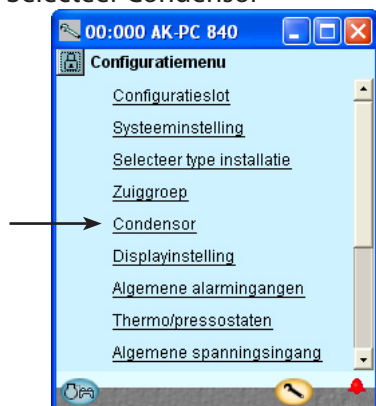 Selecteer Condensor
00:000 AK-PC 840
Configuratiemenu
Configuratieslot
Systeeminstelling
Selecteer type installatie
Zuiggroep
Condensor
Displayinstelling
Algemene alarmingangen
Thermo/pressostaten
Algemene spanningsingang